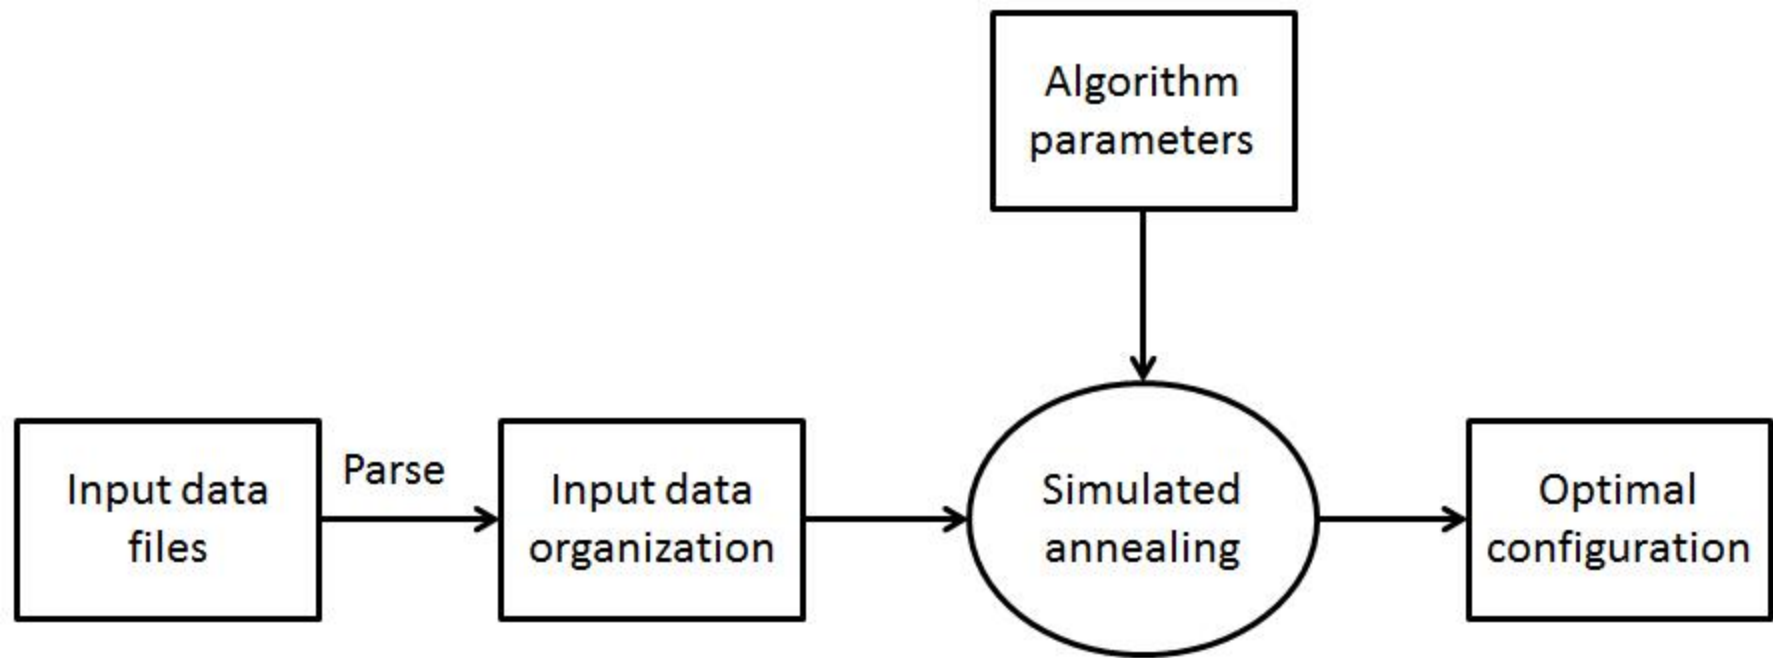 Algorithm
parameters
Input data
files
Parse
Input data
organization
Simulated
annealing
Optimal
configuration